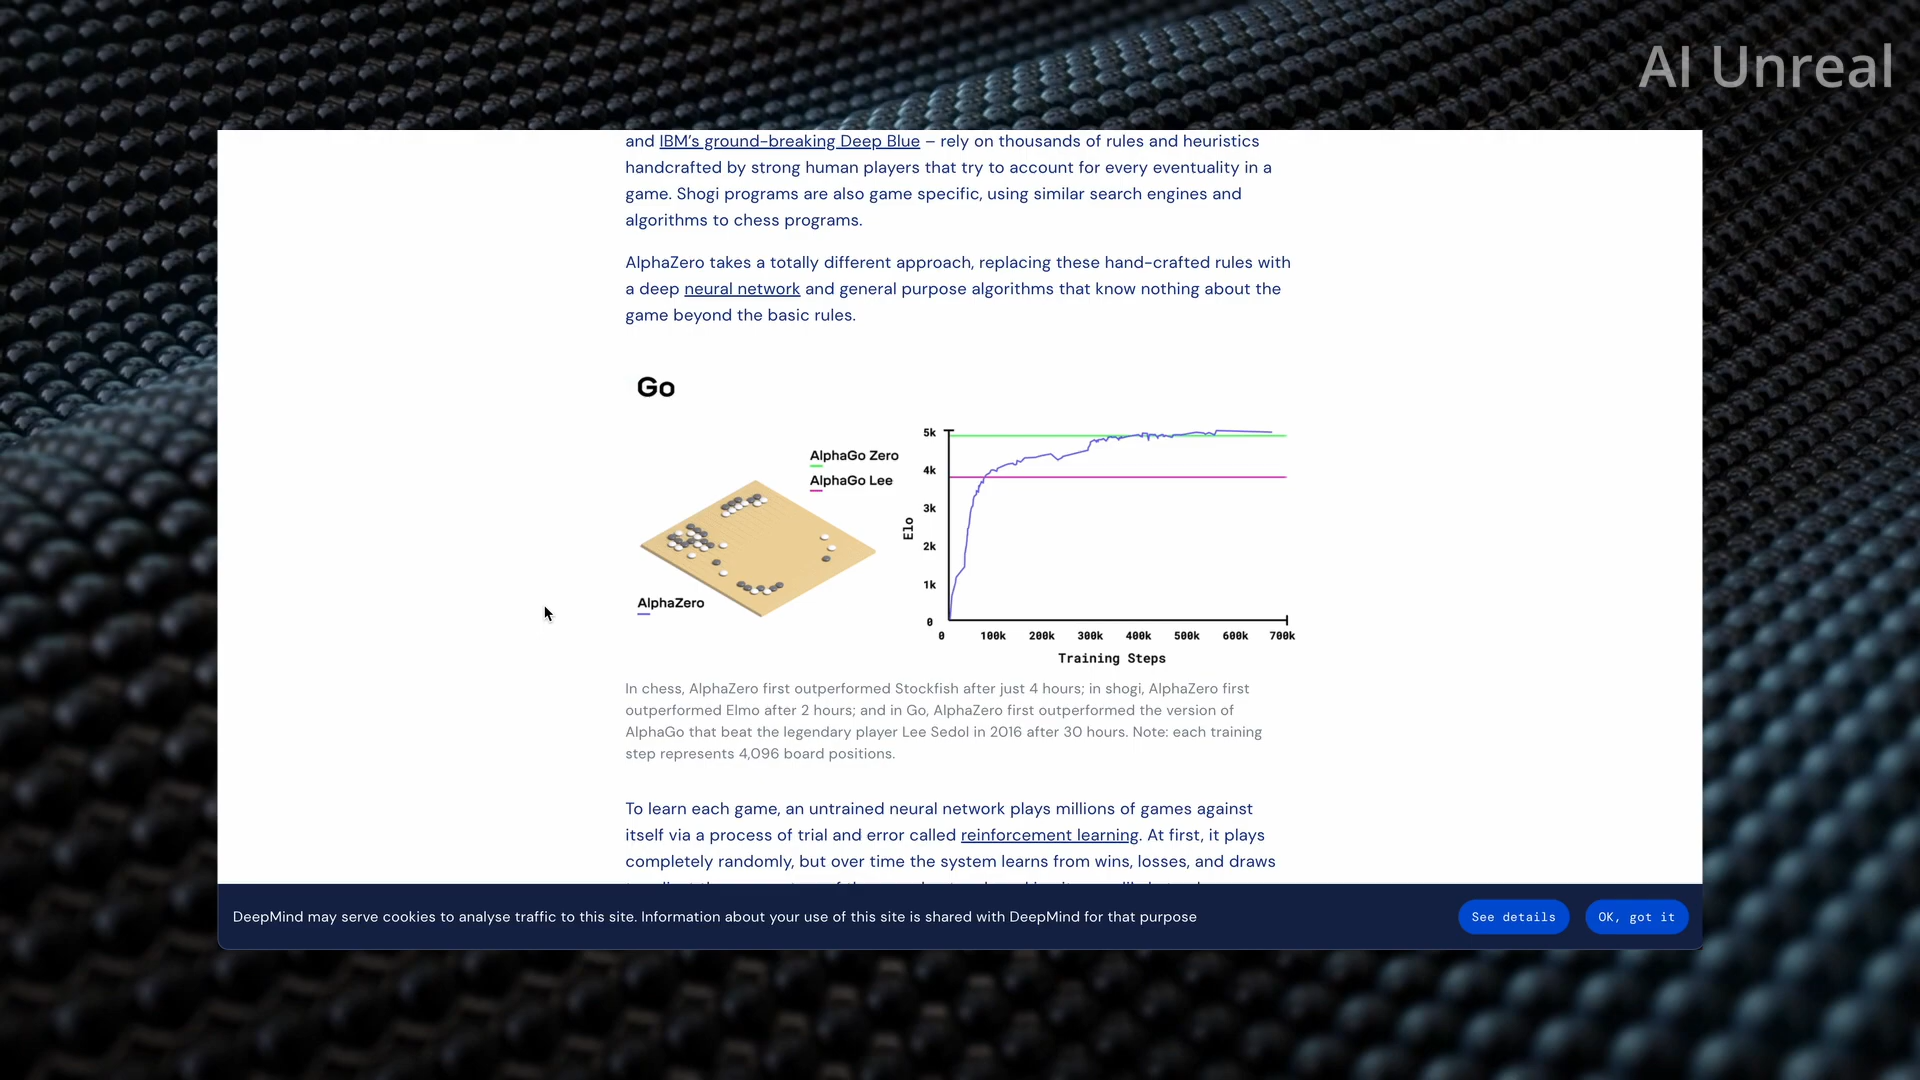 AI Unreal
and IBM's ground-breaking Deep Blue – rely on thousands of rules and heuristics
handcrafted by strong human players that try to account for every eventuality in a
game. Shogi programs are also game specific, using similar search engines and
algorithms to chess programs.
AlphaZero takes a totally different approach, replacing these hand-crafted rules with
a deep neural network and general purpose algorithms that know nothing about the
game beyond the basic rules.
Go
AlphaGo Zero
AlphaGo Lee
AlphaZero
5k
4k
3k
2k
1k
0
Elo
0 100k 200k 300k 400k 500k 600k 700k
Training Steps
In chess, AlphaZero first outperformed Stockfish after just 4 hours; in shogi, AlphaZero first
outperformed Elmo after 2 hours; and in Go, AlphaZero first outperformed the version of
AlphaGo that beat the legendary player Lee Sedol in 2016 after 30 hours. Note: each training
step represents 4,096 board positions.
To learn each game, an untrained neural network plays millions of games against
itself via a process of trial and error called reinforcement learning. At first, it plays
completely randomly, but over time the system learns from wins, losses, and draws
DeepMind may serve cookies to analyse traffic to this site. Information about your use of this site is shared with DeepMind for that purpose
See details
OK, got it